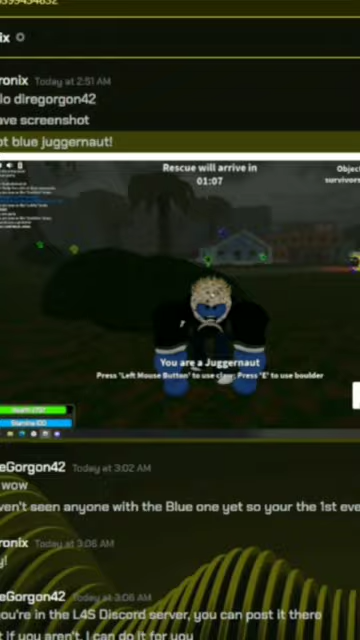 ix
ronix Today at 2:51 AM
lo diregorgon42
ave screenshot
ot blue juggernaut!
Rescue will arrive in
01:07
Objec
survivors
You are a Juggernaut
Press 'Left Mouse Button' to use claw; Press 'E' to use boulder
eGorgon42 Today at 3:02 AM
wow
ven't seen anyone with the Blue one yet so your the 1st eve
ronix Today at 3:06 AM
y!
eGorgon42 Today at 3:06 AM
you're in the L4S Discord server, you can post it there
t if you aren't, I can do it for you